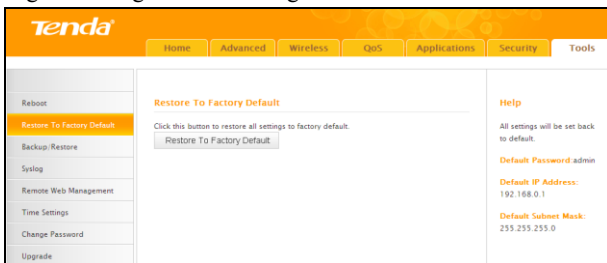 Tenda
Home Advanced Wireless QoS Applications Security Tools
Reboot
Restore To Factory Default
Backup/Restore
Syslog
Remote Web Management
Time Settings
Change Password
Upgrade
Restore To Factory Default
Click this button to restore all settings to factory default.
Restore To Factory Default
Help
All settings will be set back
to default.
Default Password:admin
Default IP Address:
192.168.0.1
Default Subnet Mask:
255.255.255.0